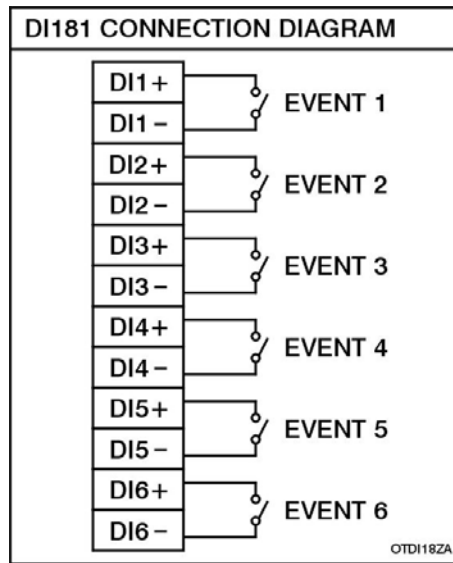 DI181 CONNECTION DIAGRAM
DI1+
DI1−
EVENT 1
DI2+
DI2−
EVENT 2
DI3+
DI3−
EVENT 3
DI4+
DI4−
EVENT 4
DI5+
DI5−
EVENT 5
DI6+
DI6−
EVENT 6
OTDI18ZA